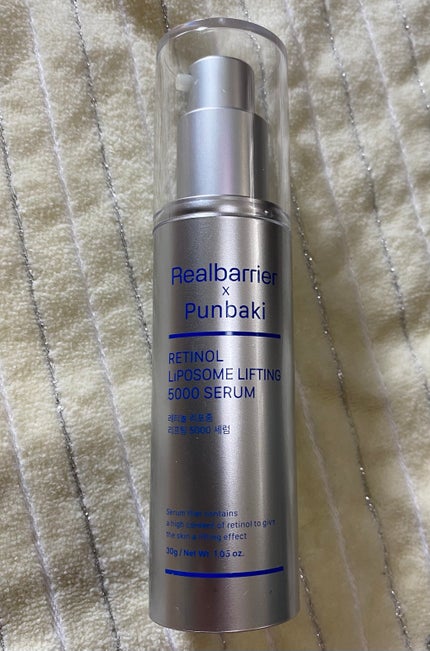 Realbarrier
x
Punbaki
RETINOL
LiPOSOME LIFTING
5000 SERUM
레티놀 리포좀
리프팅 5000 세럼
Serum that contains
a high content of retinol to give
the skin a lifting effect
30g / Net Wt. 1.05 oz.